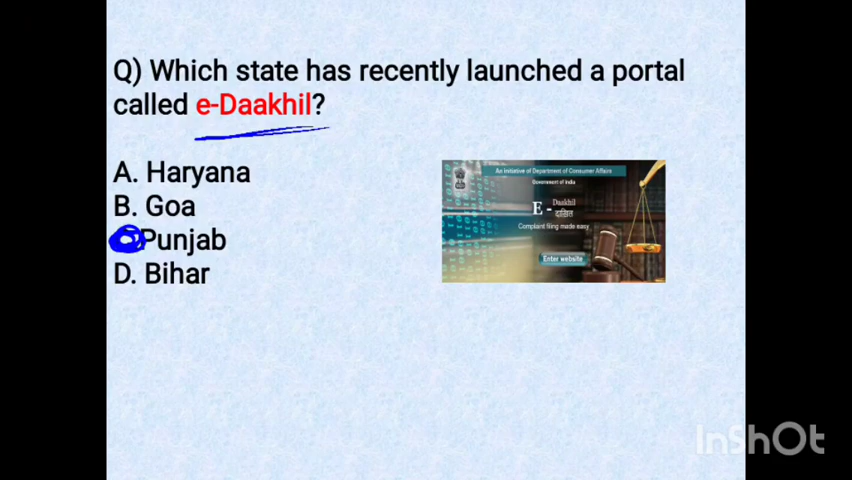 Q) Which state has recently launched a portal
called e-Daakhil?
A. Haryana
B. Goa
Punjab
D. Bihar
An Initiative of Department of Consumer Affairs
Government of India
E - Daakhil
दाखिल
Complaint filing made easy
Enter website
InShOt